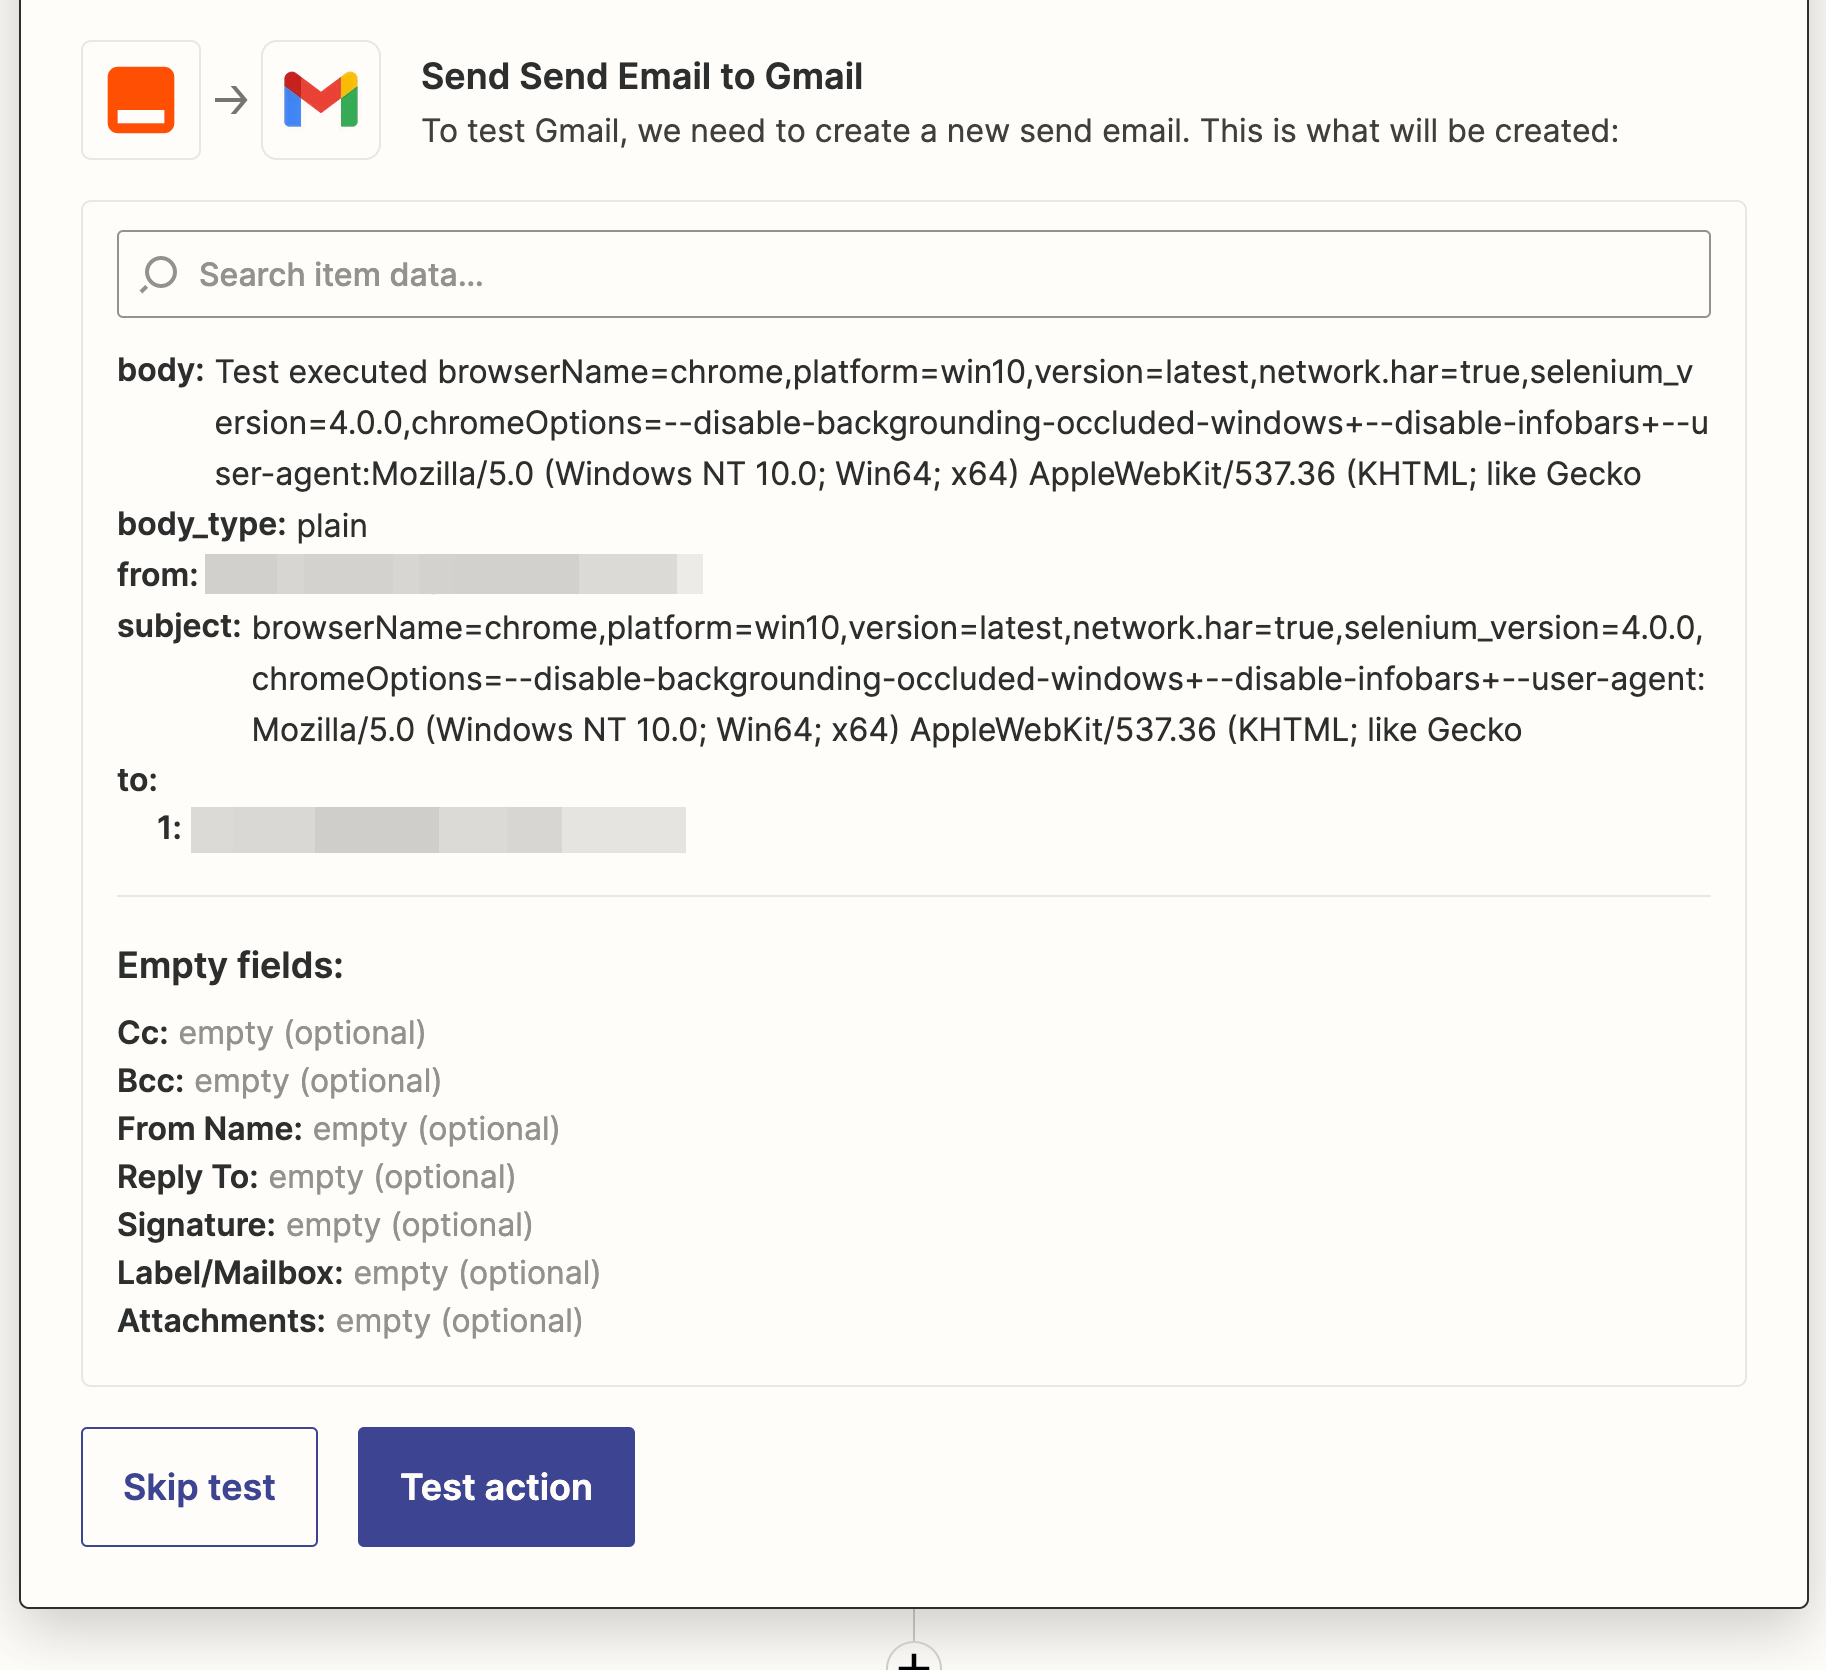 Send Send Email to Gmail
To test Gmail, we need to create a new send email. This is what will be created:
Search item data...
body: Test executed browserName=chrome,platform=win10,version=latest,network.har=true,selenium_v
ersion=4.0.0,chromeOptions=--disable-backgrounding-occluded-windows+--disable-infobars+--u
ser-agent:Mozilla/5.0 (Windows NT 10.0; Win64; x64) AppleWebKit/537.36 (KHTML; like Gecko
body_type: plain
from:
subject: browserName=chrome,platform=win10,version=latest,network.har=true,selenium_version=4.0.0,
chromeOptions=--disable-backgrounding-occluded-windows+--disable-infobars+--user-agent:
Mozilla/5.0 (Windows NT 10.0; Win64; x64) AppleWebKit/537.36 (KHTML; like Gecko
to:
1:
Empty fields:
Cc: empty (optional)
Bcc: empty (optional)
From Name: empty (optional)
Reply To: empty (optional)
Signature: empty (optional)
Label/Mailbox: empty (optional)
Attachments: empty (optional)
Skip test
Test action